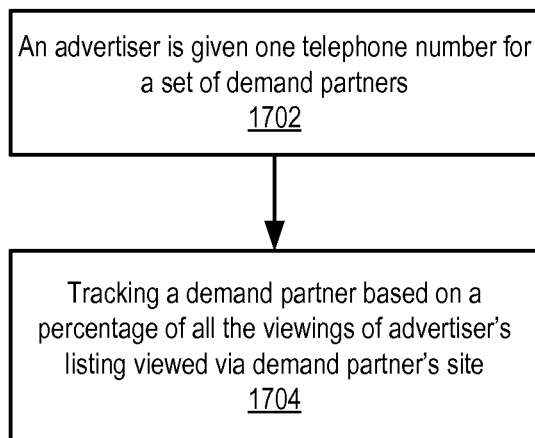 An advertiser is given one telephone number for
a set of demand partners
1702
Tracking a demand partner based on a
percentage of all the viewings of advertiser's
listing viewed via demand partner's site
1704